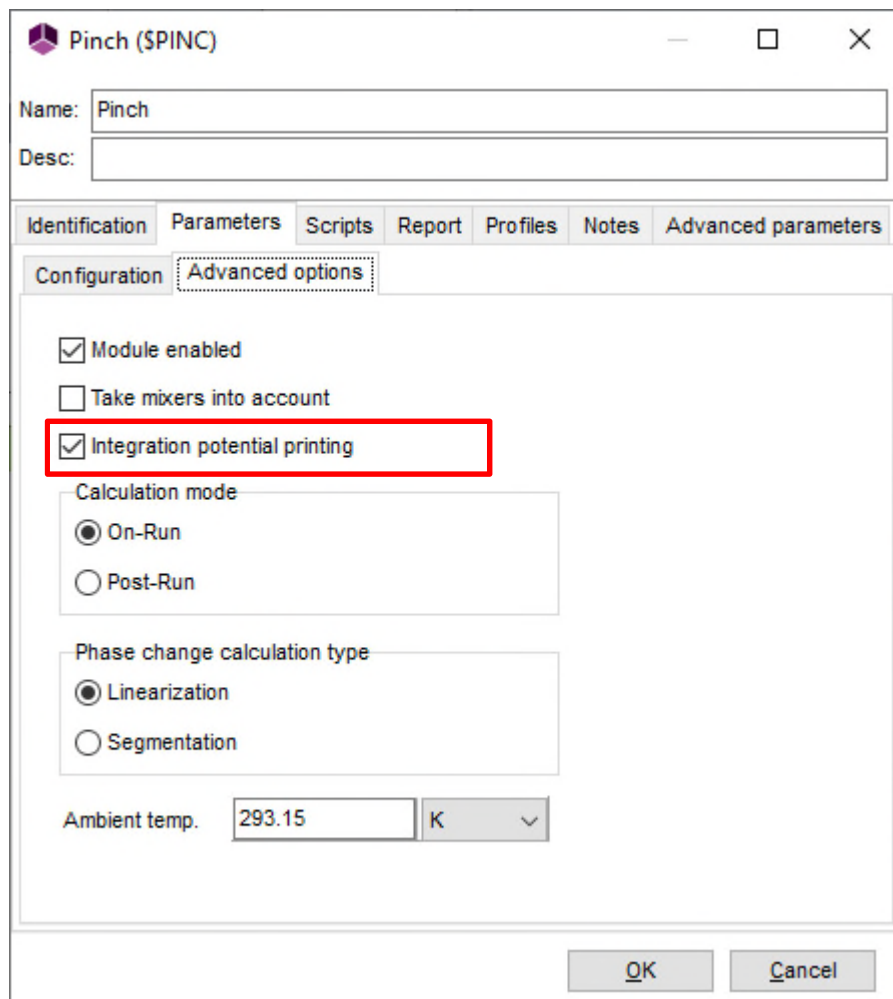 Pinch ($PINC)
Name: Pinch
Desc:
Identification Parameters Scripts Report Profiles Notes Advanced parameters
Configuration Advanced options
Module enabled
Take mixers into account
Integration potential printing
Calculation mode
On-Run
Post-Run
Phase change calculation type
Linearization
Segmentation
Ambient temp. 293.15 K
OK Cancel